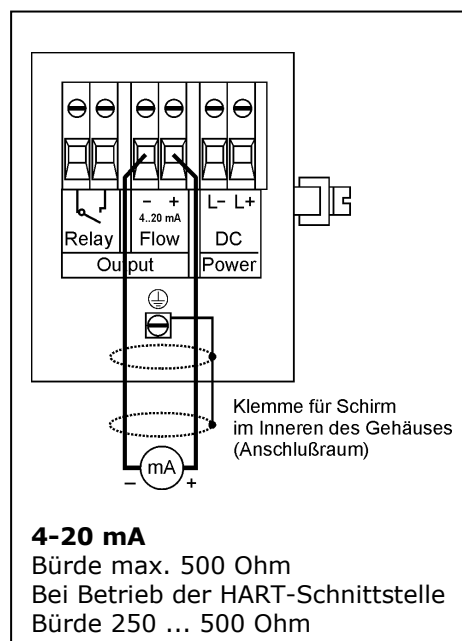 - + L- L+
4..20 mA
Relay Flow DC
Output Power
Klemme für Schirm
im Inneren des Gehäuses
(Anschlußraum)
mA
- +
4-20 mA
Bürde max. 500 Ohm
Bei Betrieb der HART-Schnittstelle
Bürde 250 ... 500 Ohm